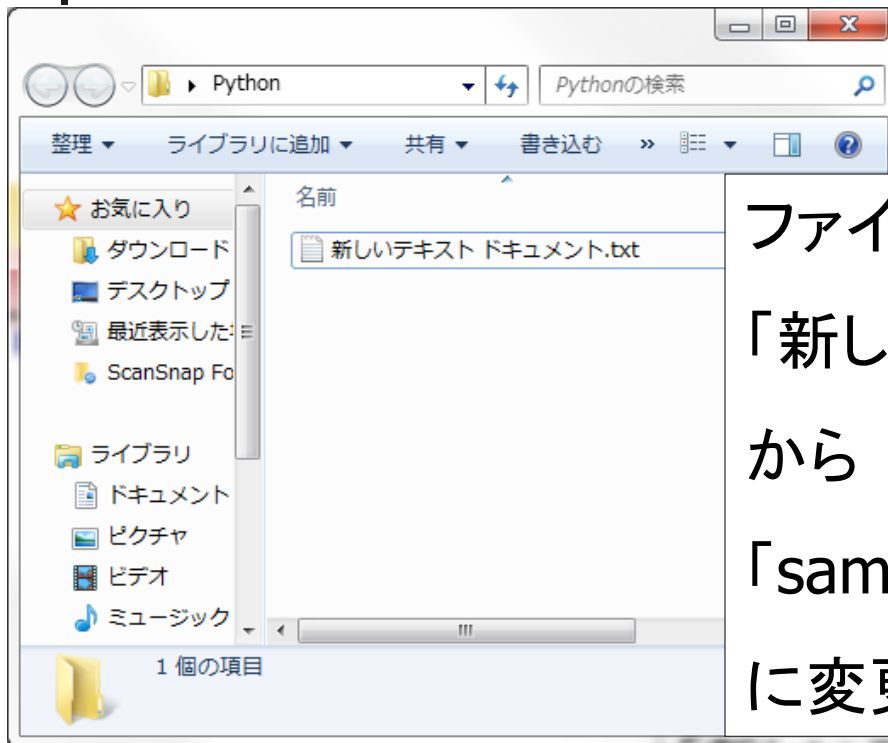 Python
Pythonの検索
整理 ライブラリに追加 共有 書き込む »
お気に入り
ダウンロード
デスクトップ
最近表示した
ScanSnap Fo
ライブラリ
ドキュメント
ピクチャ
ビデオ
ミュージック
名前
新しいテキスト ドキュメント.txt
1 個の項目
ファイ
「新し
から
「sam
に変